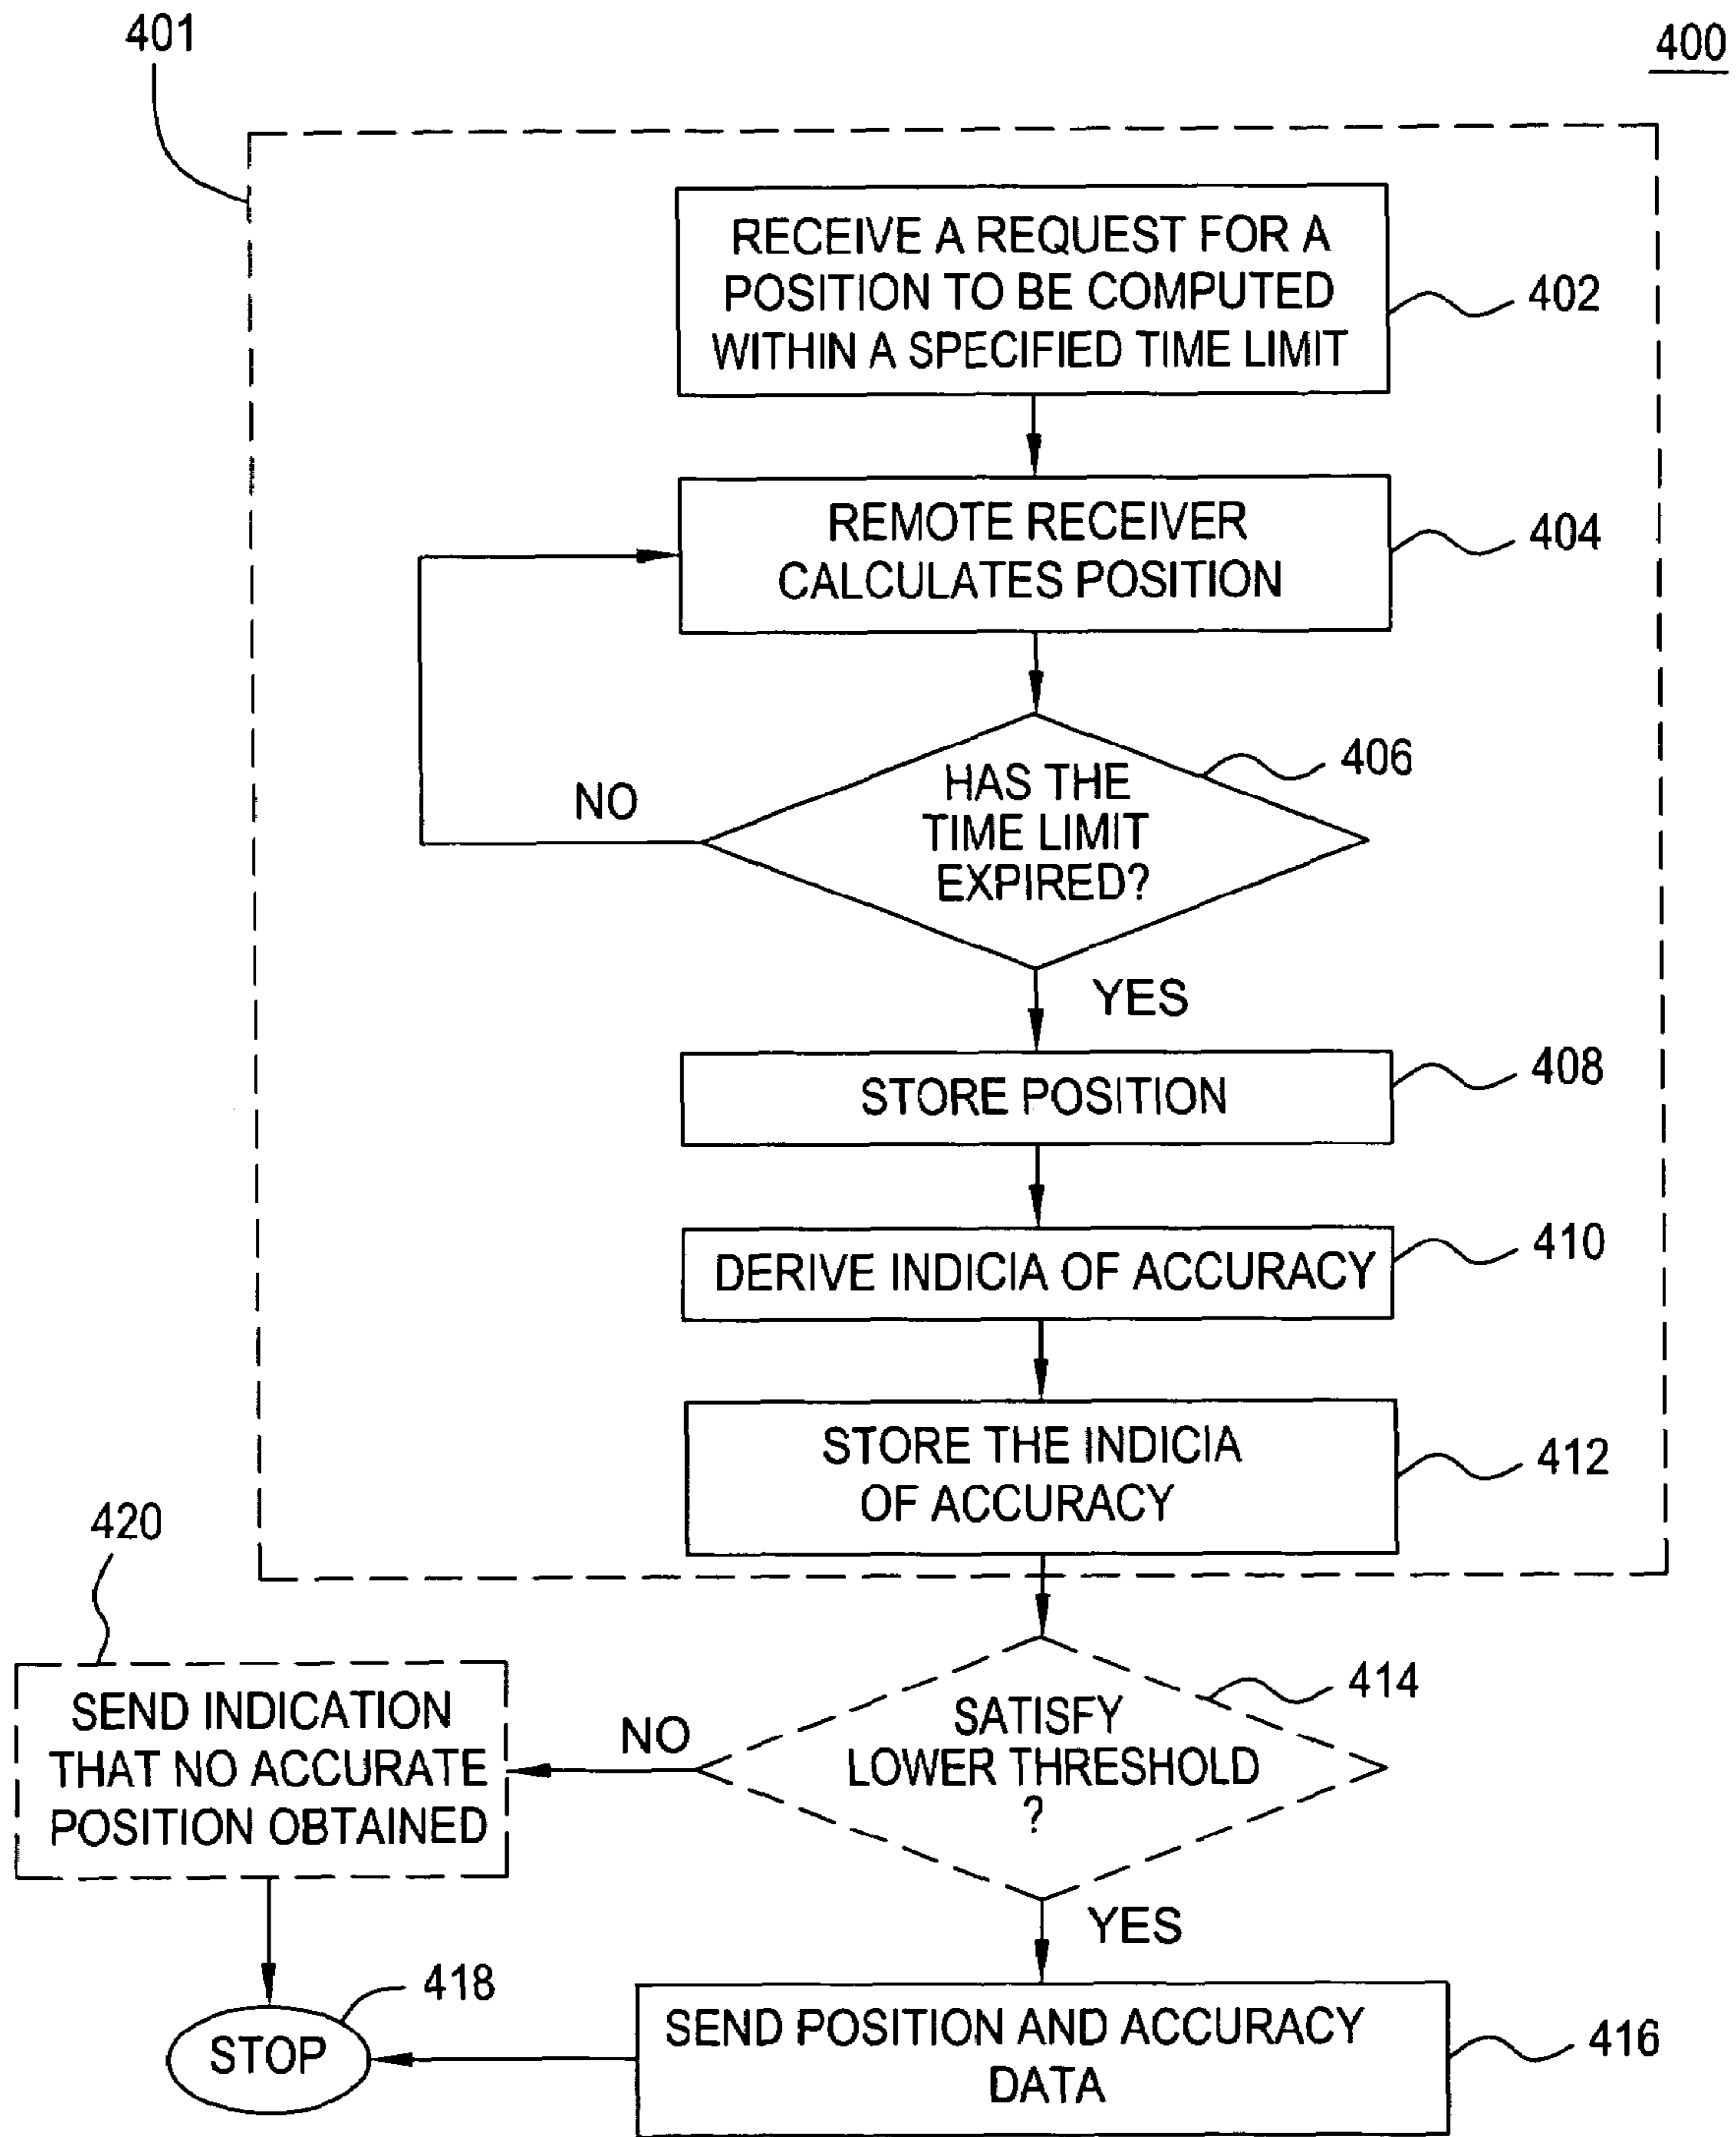 401
400
RECEIVE A REQUEST FOR A
POSITION TO BE COMPUTED
WITHIN A SPECIFIED TIME LIMIT
402
REMOTE RECEIVER
CALCULATES POSITION
404
HAS THE
TIME LIMIT
EXPIRED?
406
NO
YES
STORE POSITION
408
DERIVE INDICIA OF ACCURACY
410
STORE THE INDICIA
OF ACCURACY
412
420
SEND INDICATION
THAT NO ACCURATE
POSITION OBTAINED
NO
SATISFY
LOWER THRESHOLD
?
414
YES
418
STOP
SEND POSITION AND ACCURACY
DATA
416